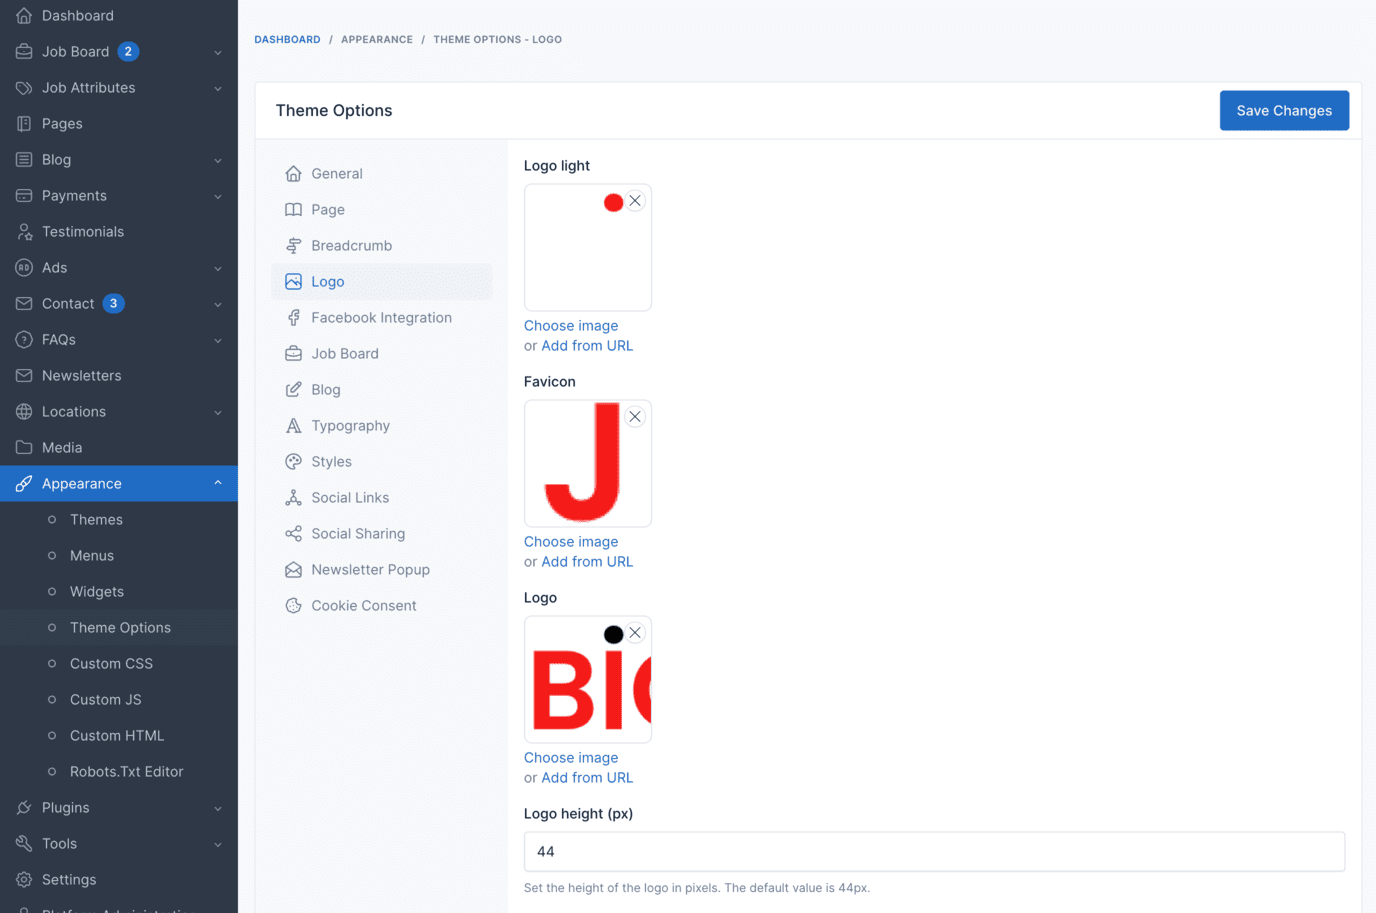 Dashboard
Job Board 2
Job Attributes
Pages
Blog
Payments
Testimonials
Ads
Contact 3
FAQs
Newsletters
Locations
Media
Appearance
Themes
Menus
Widgets
Theme Options
Custom CSS
Custom JS
Custom HTML
Robots.Txt Editor
Plugins
Tools
Settings
Platform Administration
DASHBOARD / APPEARANCE / THEME OPTIONS - LOGO
Theme Options
Save Changes
General
Page
Breadcrumb
Logo
Facebook Integration
Job Board
Blog
Typography
Styles
Social Links
Social Sharing
Newsletter Popup
Cookie Consent
Logo light
Choose image
or Add from URL
Favicon
J
Choose image
or Add from URL
Logo
Choose image
or Add from URL
Logo height (px)
44
Set the height of the logo in pixels. The default value is 44px.